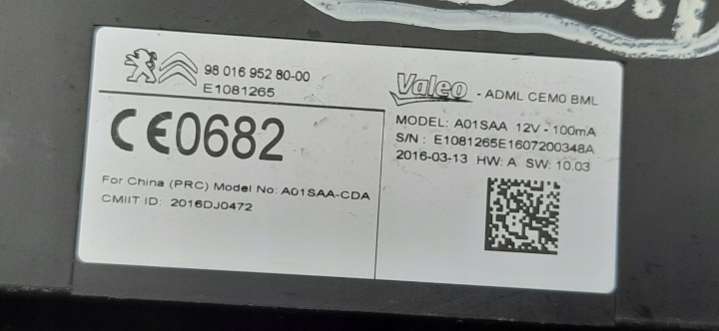 98 016 952 80-00
E1081265
CE0682
For China (PRC) Model No: A01SAA-CDA
CMIIT ID: 2016DJ0472
Valeo - ADML CEM0 BML
MODEL: A01SAA 12V - 100mA
S/N : E1081265E1607200348A
2016-03-13 HW: A SW: 10.03